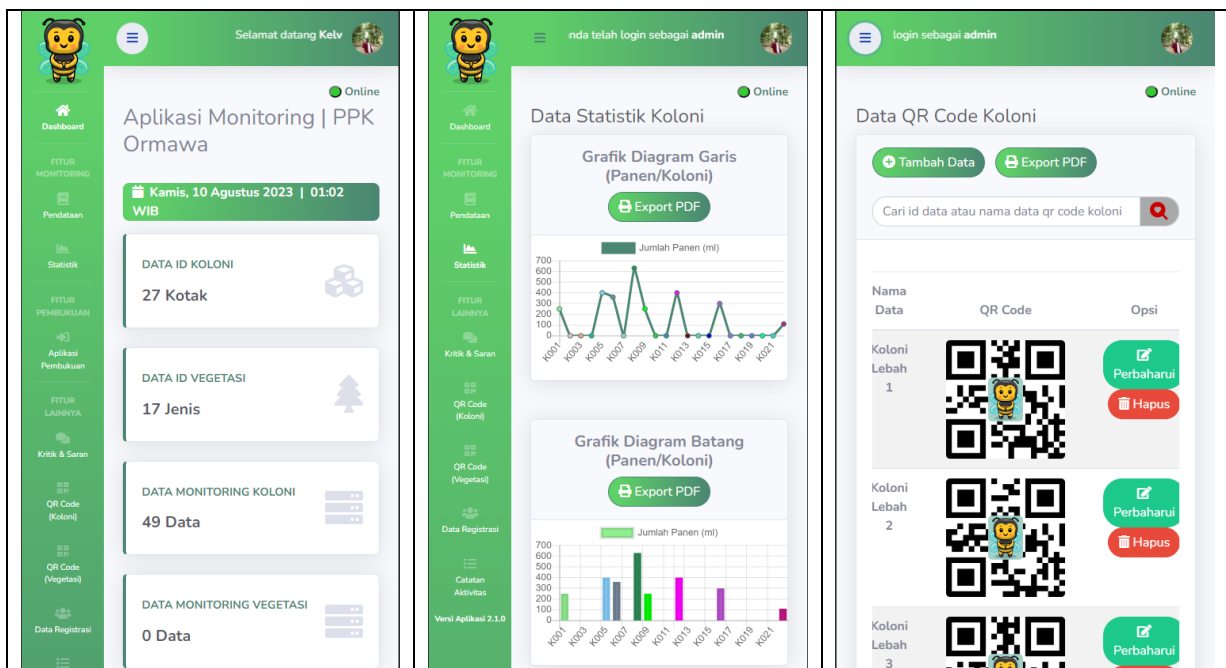 Selamat datang Kelv
Online
Dashboard
FITUR
MONITORING
Pendataan
Statistik
FITUR
PEMBUKUAN
Aplikasi
Pembukuan
FITUR
LAINNYA
Kritik & Saran
QR Code
(Koloni)
QR Code
(Vegetasi)
Data Registrasi
Aplikasi Monitoring | PPK
Ormawa
Kamis, 10 Agustus 2023 | 01:02
WIB
DATA ID KOLONI
27 Kotak
DATA ID VEGETASI
17 Jenis
DATA MONITORING KOLONI
49 Data
DATA MONITORING VEGETASI
0 Data
nda telah login sebagai admin
Online
Dashboard
FITUR
MONITORING
Pendataan
Statistik
FITUR
LAINNYA
Kritik & Saran
QR Code
(Koloni)
QR Code
(Vegetasi)
Data Registrasi
Catatan
Aktivitas
Versi Aplikasi 2.1.0
Data Statistik Koloni
Grafik Diagram Garis
(Panen/Koloni)
Export PDF
Jumlah Panen (ml)
700
600
500
400
300
200
100
0
K001 K003 K005 K007 K009 K011 K013 K015 K017 K019 K021
Grafik Diagram Batang
(Panen/Koloni)
Export PDF
Jumlah Panen (ml)
700
600
500
400
300
200
100
0
K001 K003 K005 K007 K009 K011 K013 K015 K017 K019 K021
login sebagai admin
Online
Data QR Code Koloni
Tambah Data
Export PDF
Cari id data atau nama data qr code koloni
Nama
Data
QR Code
Opsi
Koloni
Lebah
1
Perbaharui
Hapus
Koloni
Lebah
2
Perbaharui
Hapus
Koloni
Lebah
3
Perbaharui